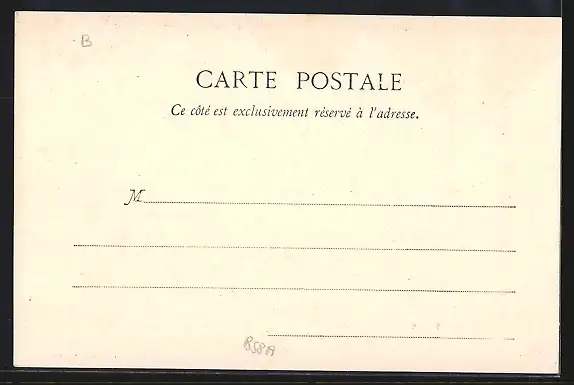 B
CARTE POSTALE
Ce côté est exclusivement réservé à l'adresse.
M